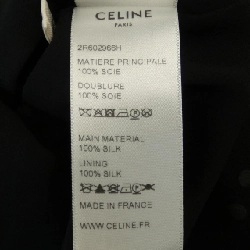 CELINE
PARIS
MATIERE PRINCIPALE
100% SOIE
DOUBLURE
100% SOIE
MAIN MATERIAL
100% SILK
LINING
100% SILK
MADE IN FRANCE
WWW.CELINE.FR